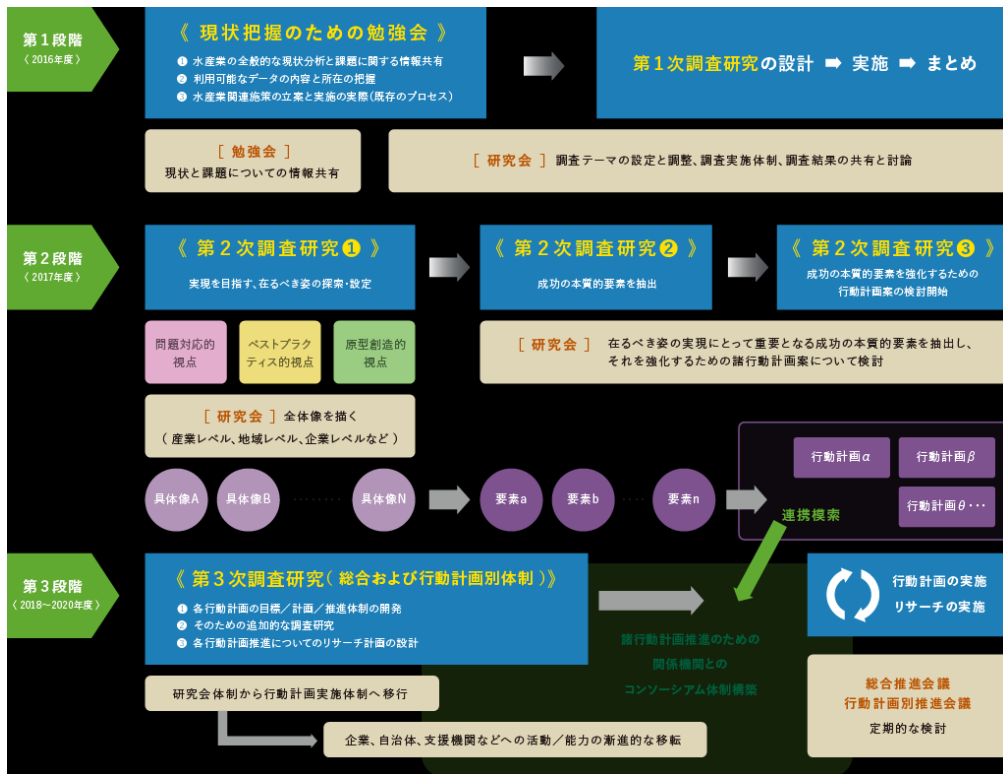 第1段階
〈 2016年度 〉
《 現状把握のための勉強会 》
❶ 水産業の全般的な現状分析と課題に関する情報共有
❷ 利用可能なデータの内容と所在の把握
❸ 水産業関連施策の立案と実施の実際(既存のプロセス)
第1次調査研究の設計 ➡ 実施 ➡ まとめ
[ 勉強会 ]
現状と課題についての情報共有
[ 研究会 ] 調査テーマの設定と調整、調査実施体制、調査結果の共有と討論
第2段階
〈 2017年度 〉
《 第2次調査研究❶ 》
実現を目指す、在るべき姿の探索・設定
《 第2次調査研究❷ 》
成功の本質的要素を抽出
《 第2次調査研究❸ 》
成功の本質的要素を強化するための
行動計画案の検討開始
問題対応的
視点
ベストプラク
ティス的視点
原型創造的
視点
[ 研究会 ] 在るべき姿の実現にとって重要となる成功の本質的要素を抽出し、
それを強化するための諸行動計画案について検討
[ 研究会 ] 全体像を描く
( 産業レベル、地域レベル、企業レベルなど )
具体像A
具体像B
········
具体像N
要素a
要素b
····
要素n
行動計画α
行動計画β
行動計画θ···
連携模索
第3段階
〈 2018〜2020年度 〉
《 第3次調査研究( 総合および行動計画別体制 )》
❶ 各行動計画の目標/計画/推進体制の開発
❷ そのための追加的な調査研究
❸ 各行動計画推進についてのリサーチ計画の設計
諸行動計画推進のための
関係機関との
コンソーシアム体制構築
行動計画の実施
リサーチの実施
研究会体制から行動計画実施体制へ移行
企業、自治体、支援機関などへの活動/能力の漸進的な移転
総合推進会議
行動計画別推進会議
定期的な検討